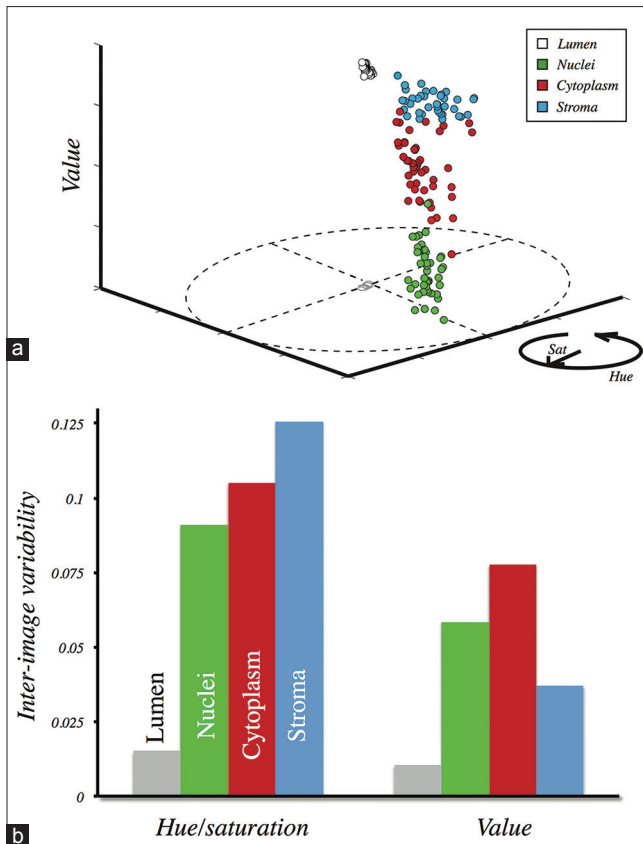 Value
Lumen
Nuclei
Cytoplasm
Stroma
Sat
Hue
a
Inter-image variability
0.125
0.1
0.075
0.05
0.025
0
Lumen
Nuclei
Cytoplasm
Stroma
Hue/saturation
Value
b